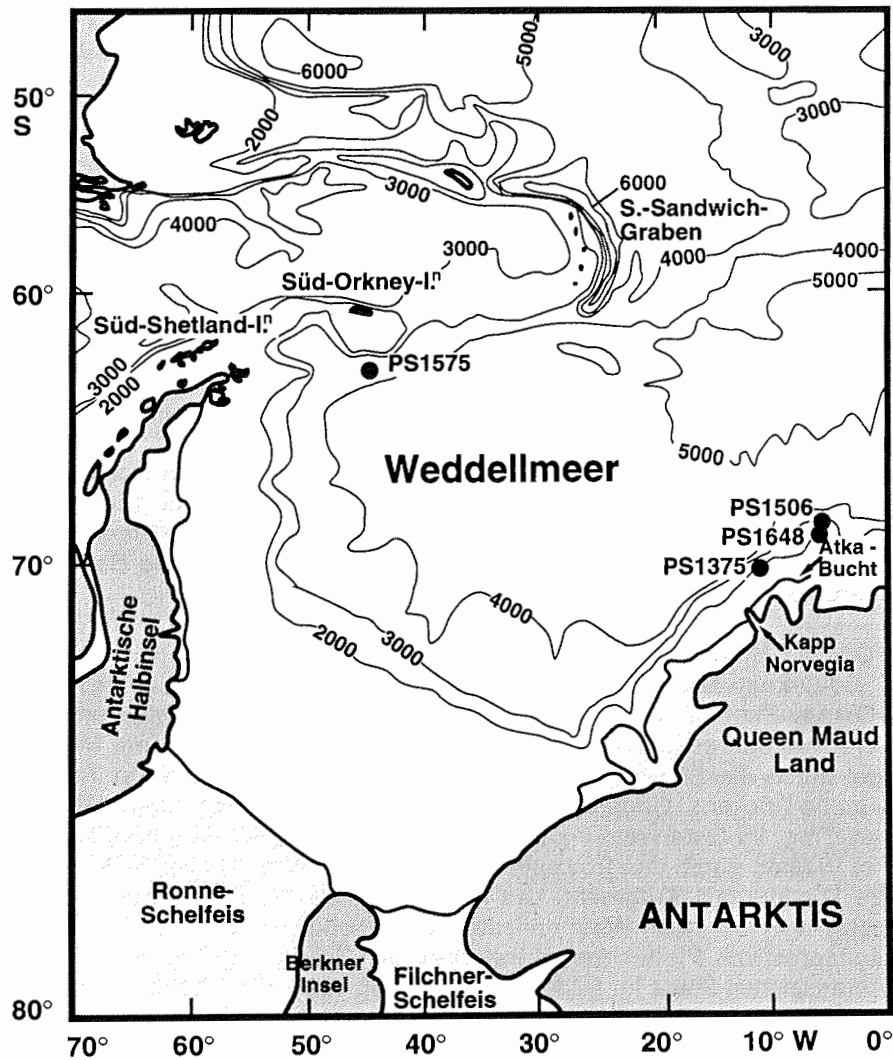 6000
5000
3000
50°
S
2000
3000
3000
6000
S.-Sandwich-
Graben
4000
3000
4000
4000
5000
Süd-Orkney-I.ⁿ
60°
Süd-Shetland-I.ⁿ
PS1575
3000
2000
Weddellmeer
5000
PS1506
PS1648
Atka-
Bucht
PS1375
70°
4000
2000
3000
Kapp
Norvegia
Antarktische
Halbinsel
Queen Maud
Land
Ronne-
Schelfeis
ANTARKTIS
Berkner
Insel
Filchner-
Schelfeis
80°
70° 60° 50° 40° 30° 20° 10° W 0°